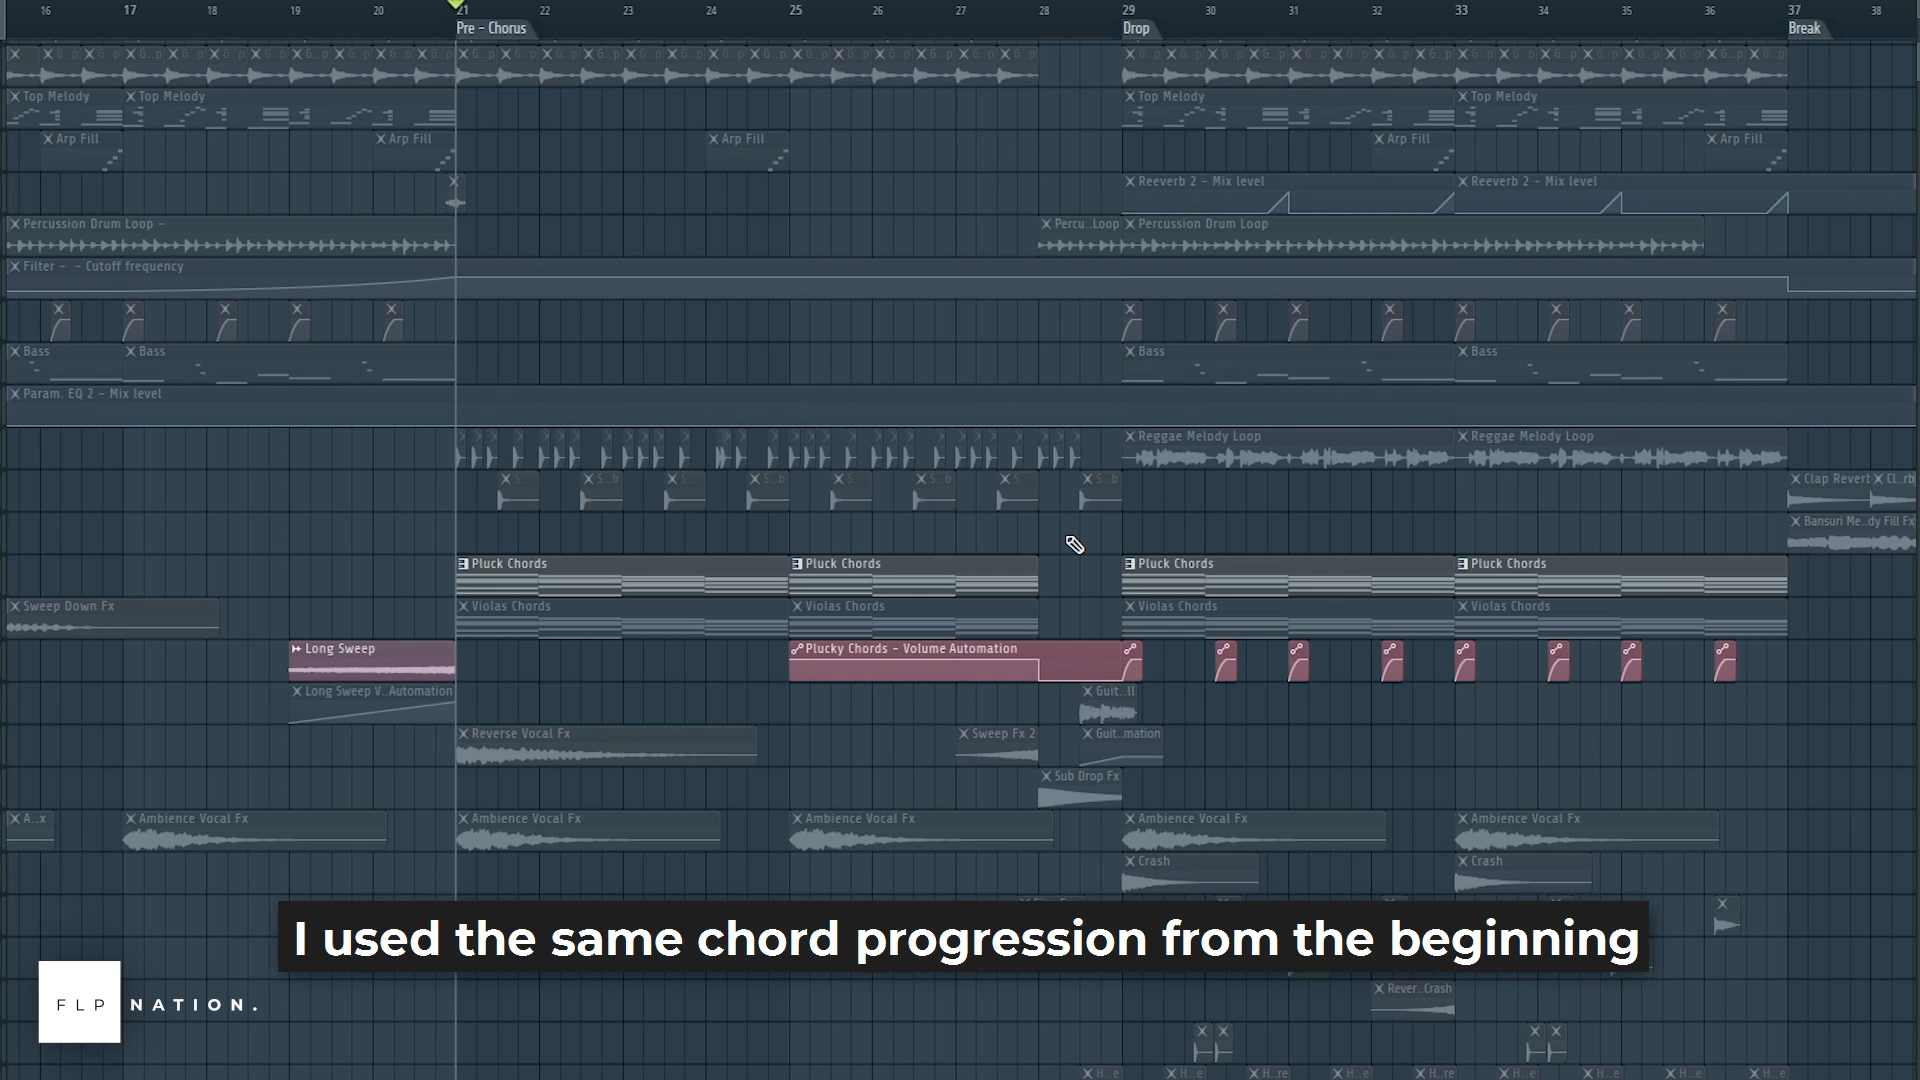 16 17 18 19 20 21 22 23 24 25 26 27 28 29 30 31 32 33 34 35 36 37 38
Pre - Chorus Drop Break
Top Melody Top Melody Top Melody Top Melody
Arp Fill Arp Fill Arp Fill Arp Fill Arp Fill
Reeverb 2 - Mix level Reeverb 2 - Mix level
Percussion Drum Loop - Percu..Loop Percussion Drum Loop
Filter - - Cutoff frequency
Bass Bass Bass Bass
Param. EQ 2 - Mix level
Reggae Melody Loop Reggae Melody Loop
S.. S..b S.. S..b S..b S..b S.. S..b Clap Revert Cl..rb
Bansuri Me..dy Fill Fx
Pluck Chords Pluck Chords Pluck Chords Pluck Chords
Sweep Down Fx Violas Chords Violas Chords Violas Chords Violas Chords
Long Sweep Plucky Chords - Volume Automation
Long Sweep V..Automation Guit..ll
Reverse Vocal Fx Sweep Fx 2 Guit..mation
Sub Drop Fx
A..x Ambience Vocal Fx Ambience Vocal Fx Ambience Vocal Fx Ambience Vocal Fx Ambience Vocal Fx
Crash Crash
I used the same chord progression from the beginning
Rever..Crash
FLP NATION.
H..e H..e H..re H..e H..re H..e H..e H..e H..e